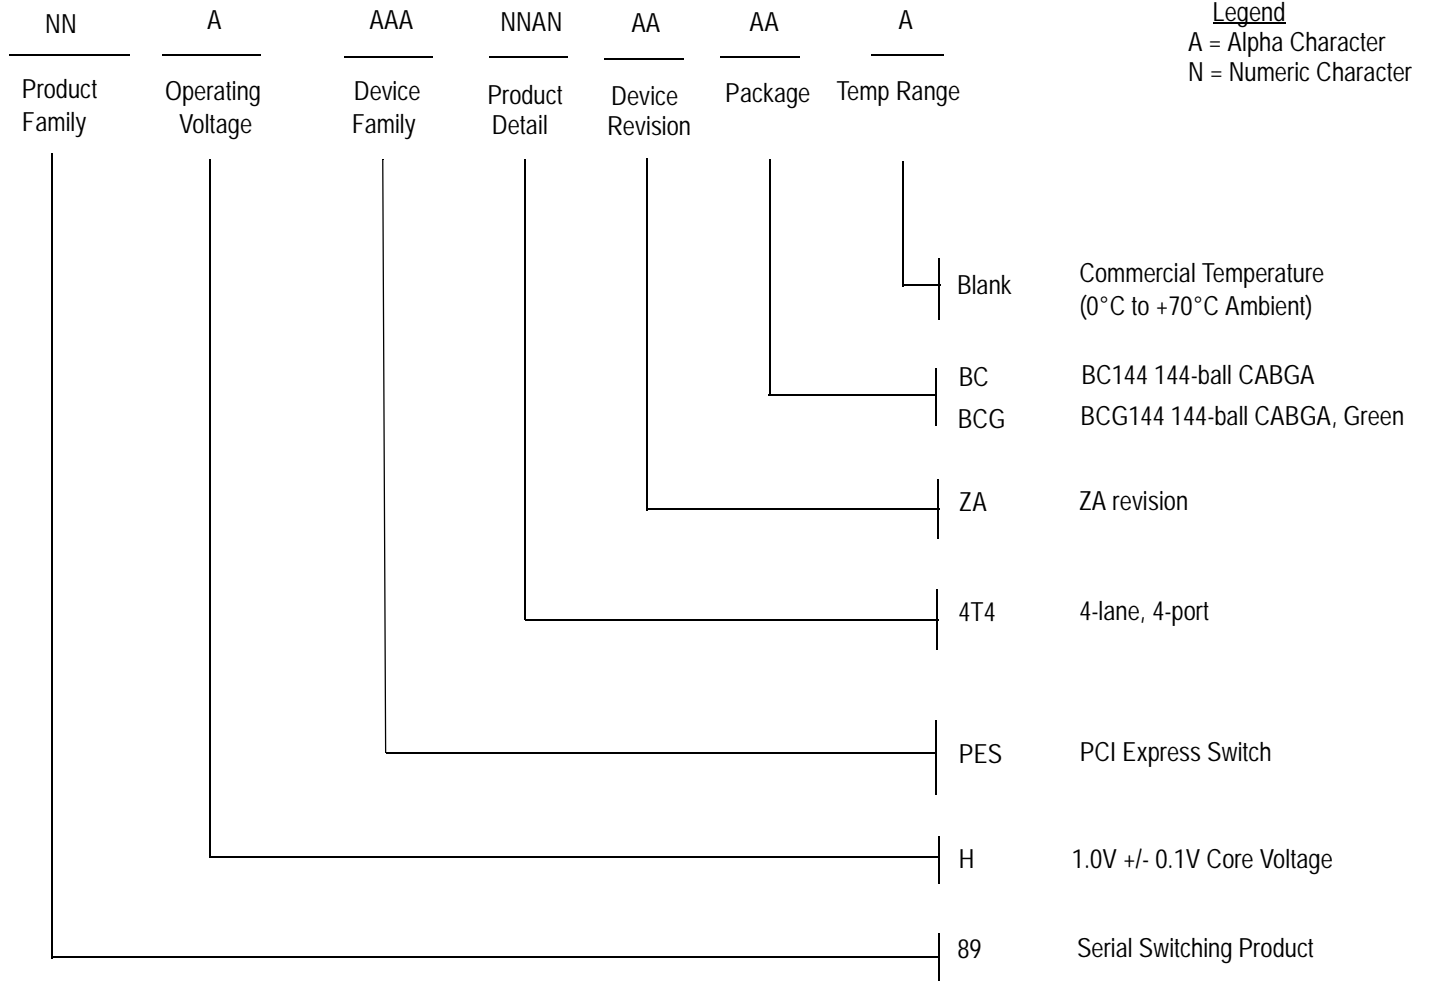 NN A AAA NNAN AA AA A
Legend
A = Alpha Character
N = Numeric Character
Product
Family
Operating
Voltage
Device
Family
Product
Detail
Device
Revision
Package
Temp Range
Blank Commercial Temperature
(0°C to +70°C Ambient)
BC BC144 144-ball CABGA
BCG BCG144 144-ball CABGA, Green
ZA ZA revision
4T4 4-lane, 4-port
PES PCI Express Switch
H 1.0V +/- 0.1V Core Voltage
89 Serial Switching Product